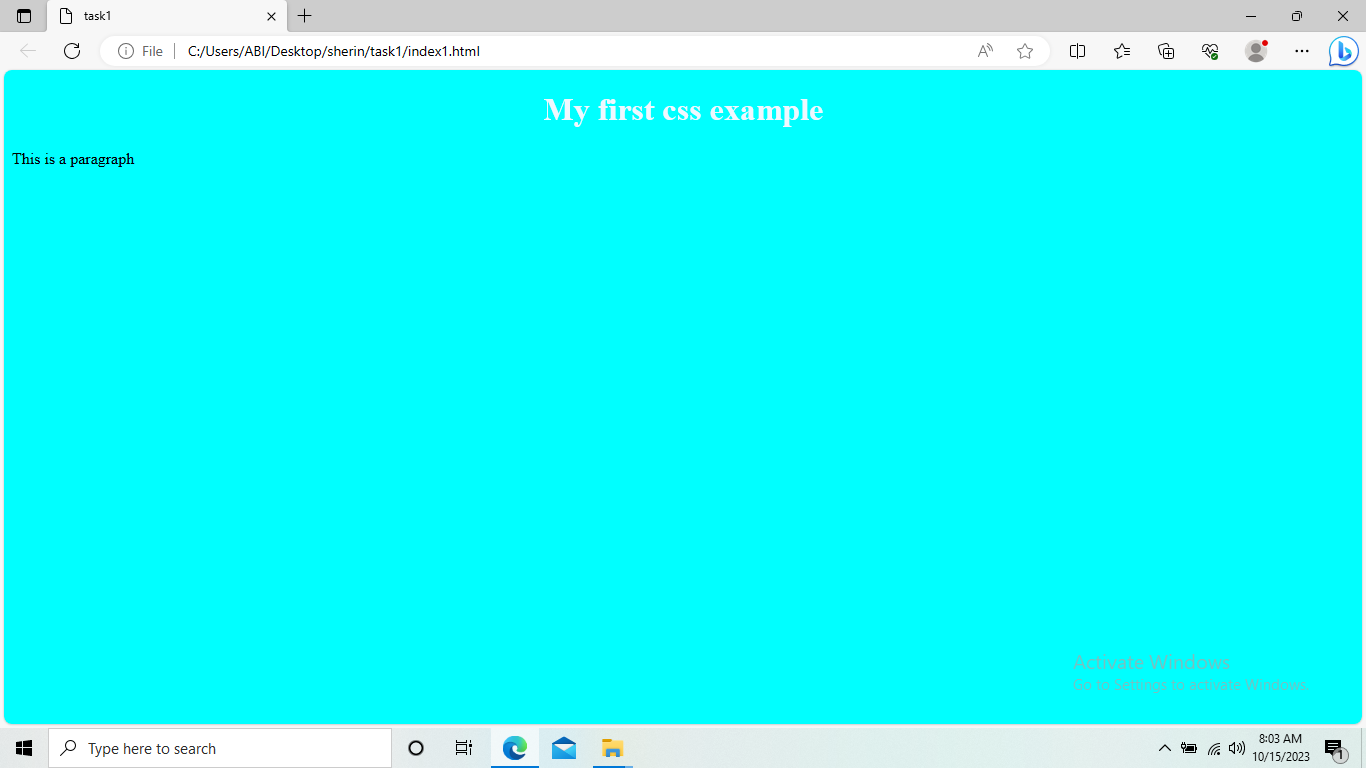 task1
File
C:/Users/ABI/Desktop/sherin/task1/index1.html
My first css example
This is a paragraph
Activate Windows
Go to Settings to activate Windows.
Type here to search
8:03 AM
10/15/2023
1